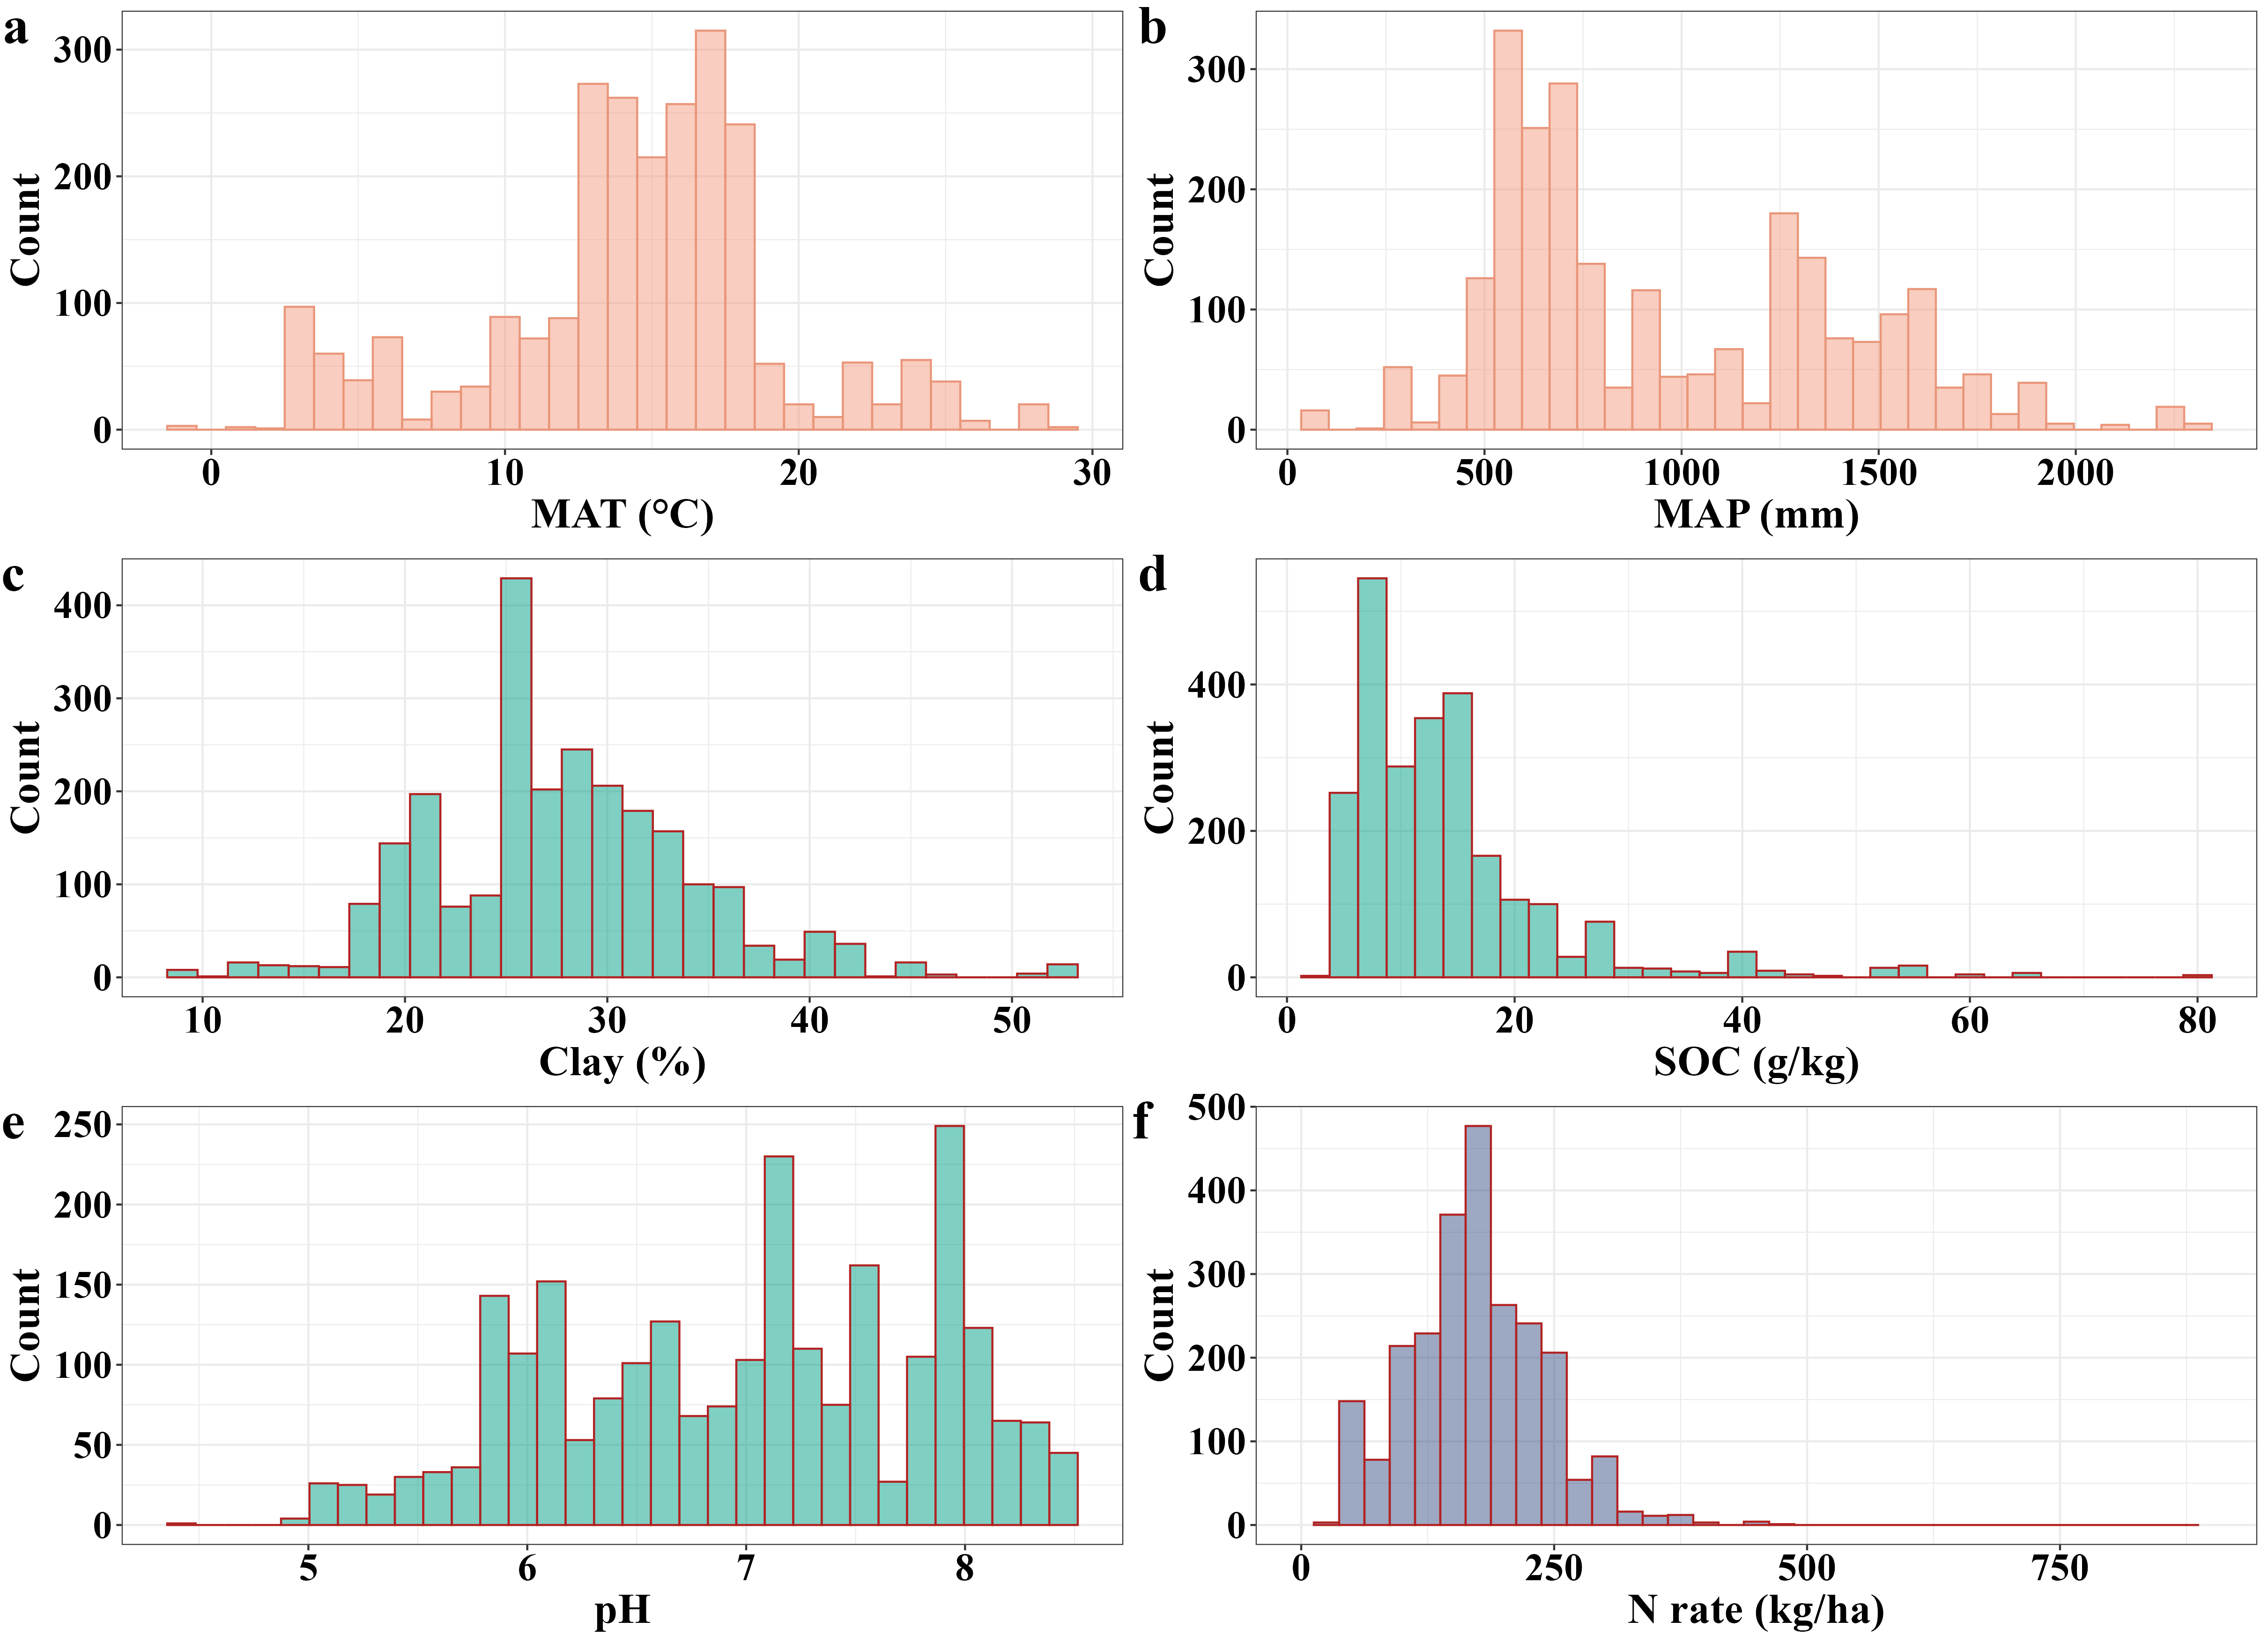 a
300
200
100
0
Count
0 10 20 30
MAT (°C)
b
300
200
100
0
Count
0 500 1000 1500 2000
MAP (mm)
c
400
300
200
100
0
Count
10 20 30 40 50
Clay (%)
d
400
200
0
Count
0 20 40 60 80
SOC (g/kg)
e
250
200
150
100
50
0
Count
5 6 7 8
pH
f
500
400
300
200
100
0
Count
0 250 500 750
N rate (kg/ha)